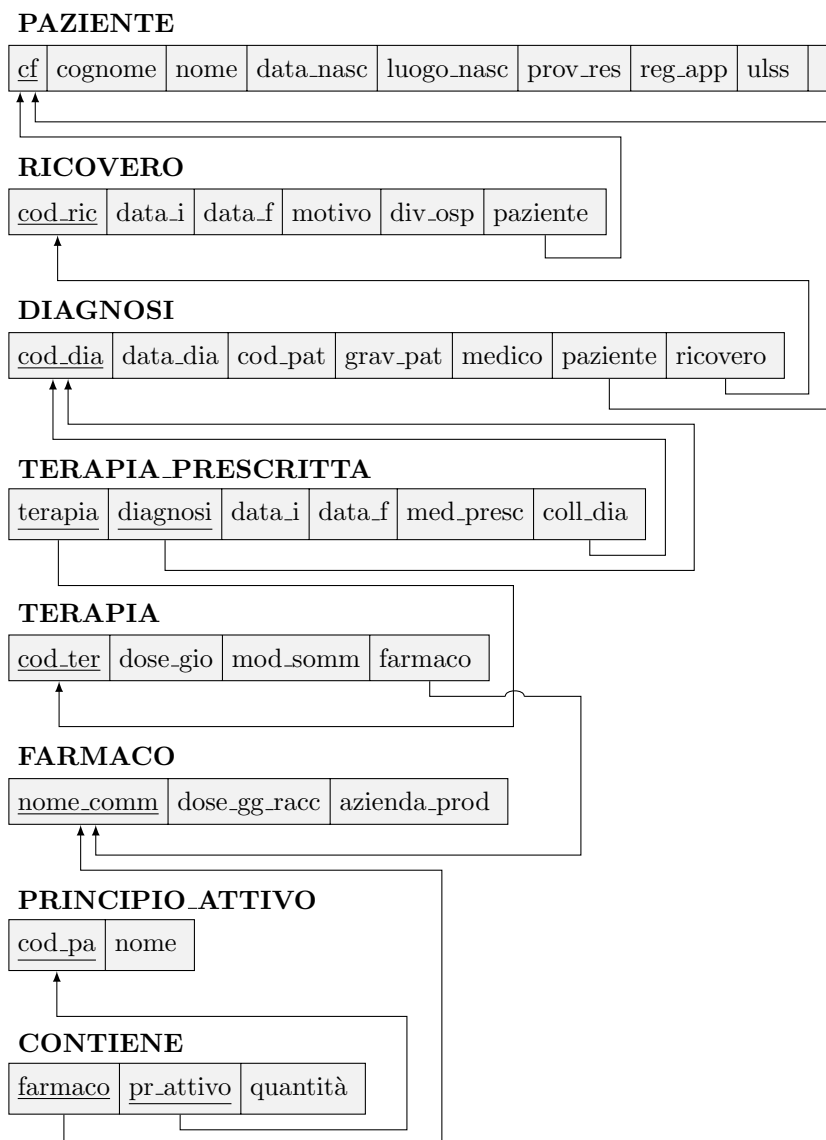 PAZIENTE
cf cognome nome data_nasc luogo_nasc prov_res reg_app ulss
RICOVERO
cod_ric data_i data_f motivo div_osp paziente
DIAGNOSI
cod_dia data_dia cod_pat grav_pat medico paziente ricovero
TERAPIA_PRESCRITTA
terapia diagnosi data_i data_f med_presc coll_dia
TERAPIA
cod_ter dose_gio mod_somm farmaco
FARMACO
nome_comm dose_gg_racc azienda_prod
PRINCIPIO_ATTIVO
cod_pa nome
CONTIENE
farmaco pr_attivo quantità